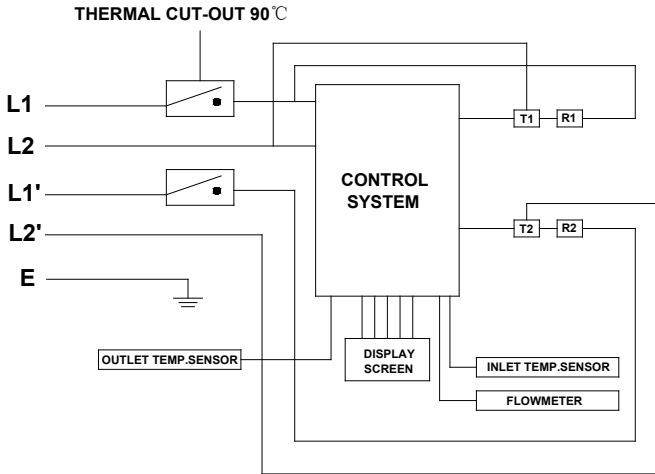 THERMAL CUT-OUT 90℃
L1
T1
R1
L2
CONTROL
SYSTEM
L1'
T2
R2
L2'
E
OUTLET TEMP.SENSOR
DISPLAY
SCREEN
INLET TEMP.SENSOR
FLOWMETER